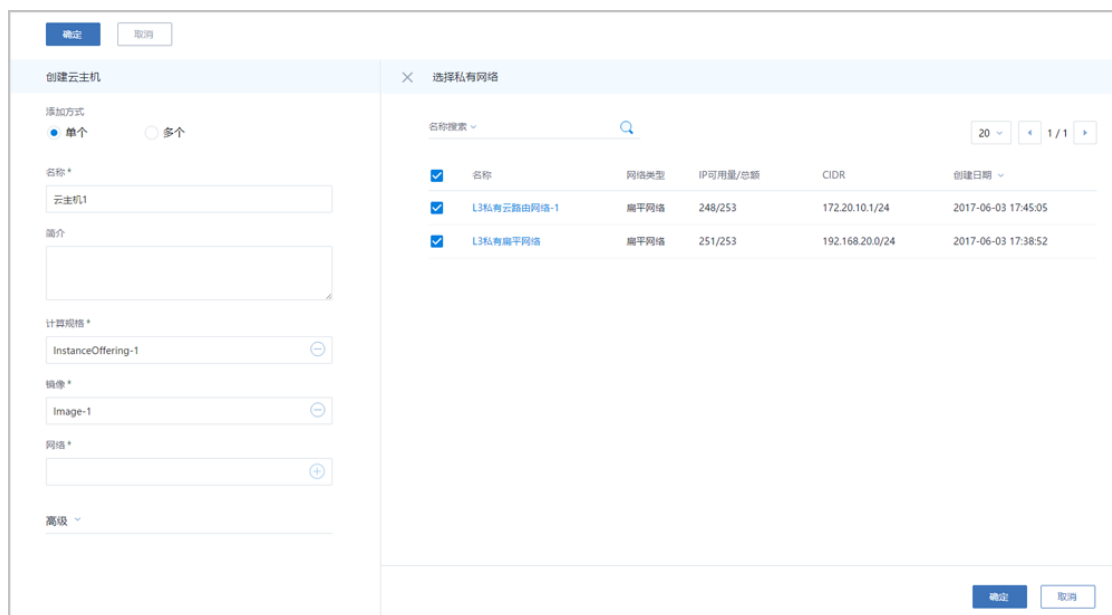 确定 取消
创建云主机
添加方式
单个 多个
名称*
云主机1
简介
计算规格*
InstanceOffering-1
镜像*
Image-1
网络*
高级
选择私有网络
名称搜索
20 1 / 1
名称 网络类型 IP可用量/总额 CIDR 创建日期
L3私有云路由网络-1 扁平网络 248/253 172.20.10.1/24 2017-06-03 17:45:05
L3私有扁平网络 扁平网络 251/253 192.168.20.0/24 2017-06-03 17:38:52
确定 取消